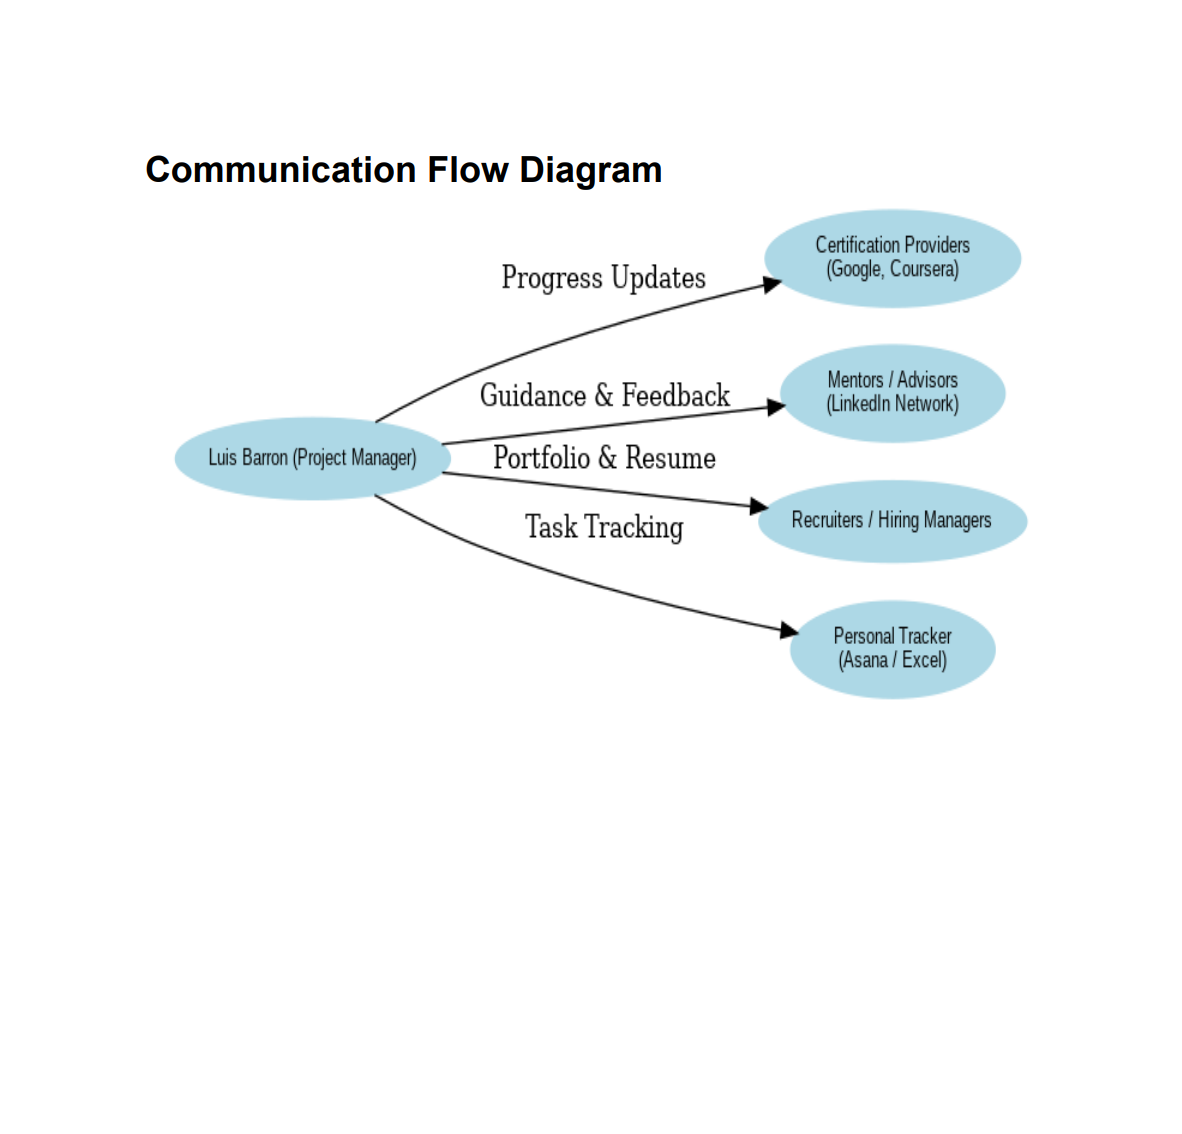 Communication Flow Diagram
Certification Providers
(Google, Coursera)
Progress Updates
Mentors / Advisors
(LinkedIn Network)
Guidance & Feedback
Luis Barron (Project Manager)
Portfolio & Resume
Recruiters / Hiring Managers
Task Tracking
Personal Tracker
(Asana / Excel)